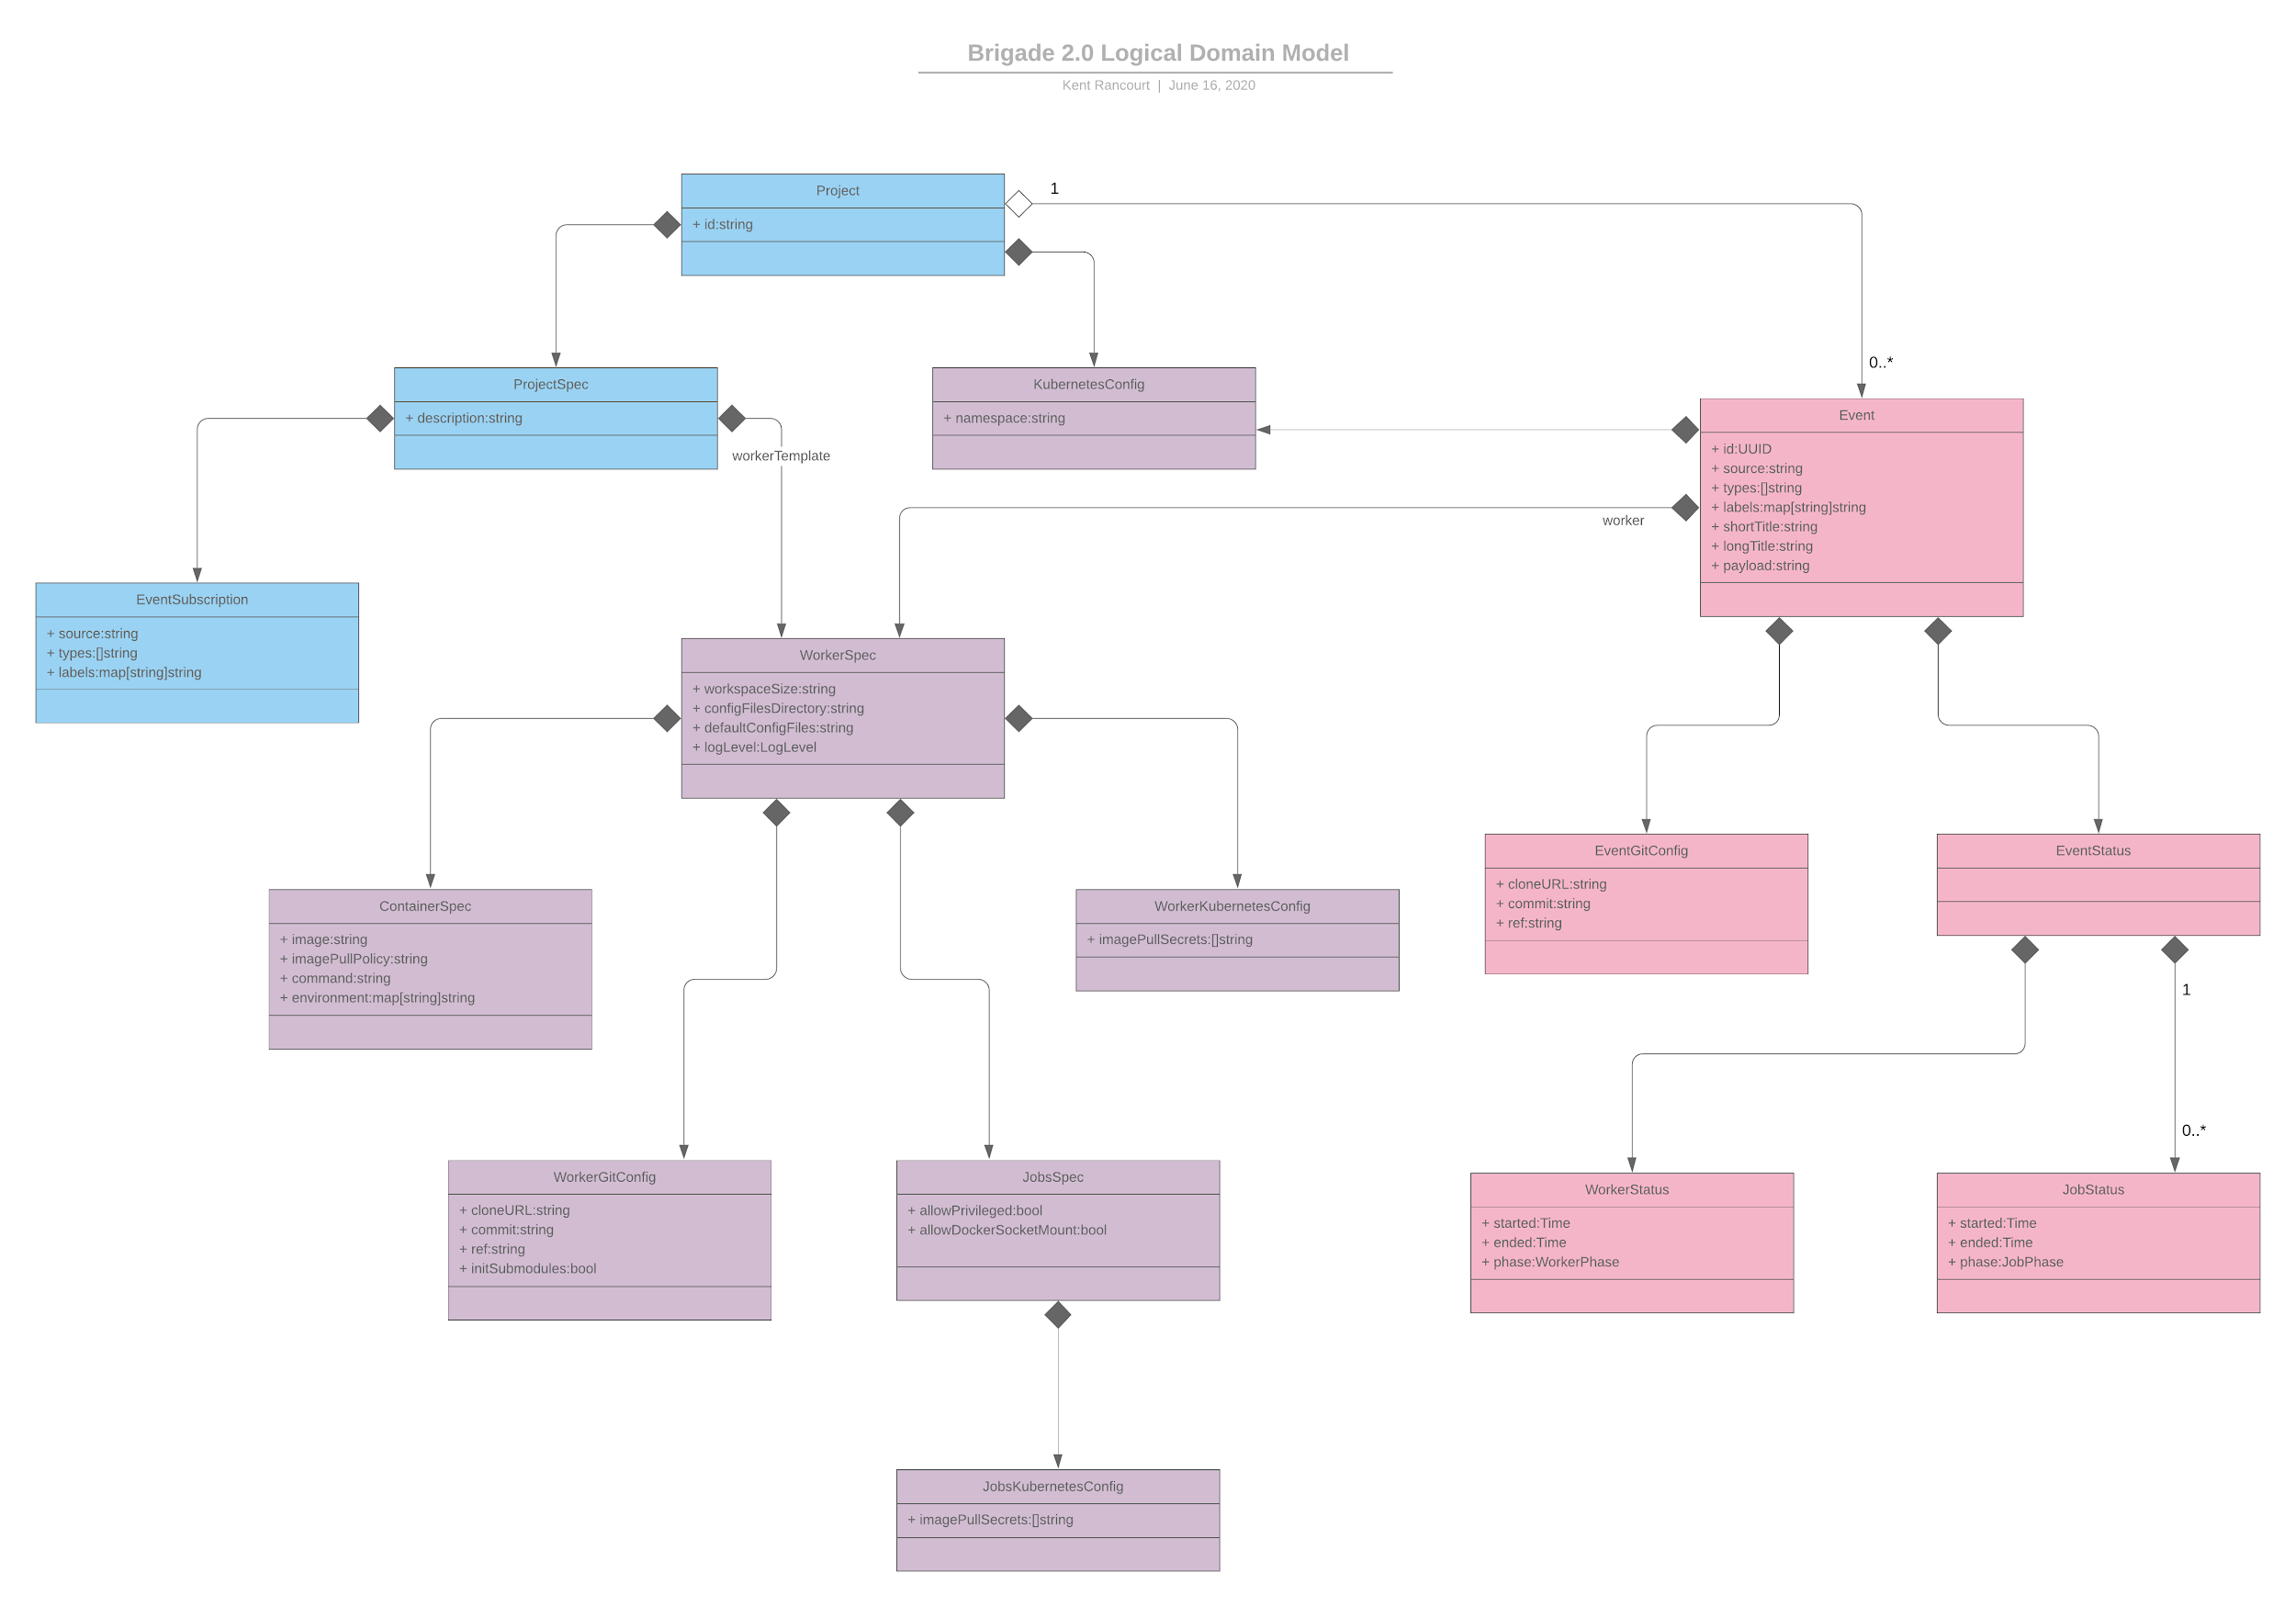 Brigade 2.0 Logical Domain Model
Kent Rancourt | June 16, 2020
Project
+ id:string
1
0..*
ProjectSpec
+ description:string
workerTemplate
KubernetesConfig
+ namespace:string
Event
+ id:UUID
+ source:string
+ types:[]string
+ labels:map[string]string
+ shortTitle:string
+ longTitle:string
+ payload:string
worker
EventSubscription
+ source:string
+ types:[]string
+ labels:map[string]string
WorkerSpec
+ workspaceSize:string
+ configFilesDirectory:string
+ defaultConfigFiles:string
+ logLevel:LogLevel
ContainerSpec
+ image:string
+ imagePullPolicy:string
+ command:string
+ environment:map[string]string
WorkerKubernetesConfig
+ imagePullSecrets:[]string
EventGitConfig
+ cloneURL:string
+ commit:string
+ ref:string
EventStatus
1
0..*
WorkerGitConfig
+ cloneURL:string
+ commit:string
+ ref:string
+ initSubmodules:bool
JobsSpec
+ allowPrivileged:bool
+ allowDockerSocketMount:bool
WorkerStatus
+ started:Time
+ ended:Time
+ phase:WorkerPhase
JobStatus
+ started:Time
+ ended:Time
+ phase:JobPhase
JobsKubernetesConfig
+ imagePullSecrets:[]string